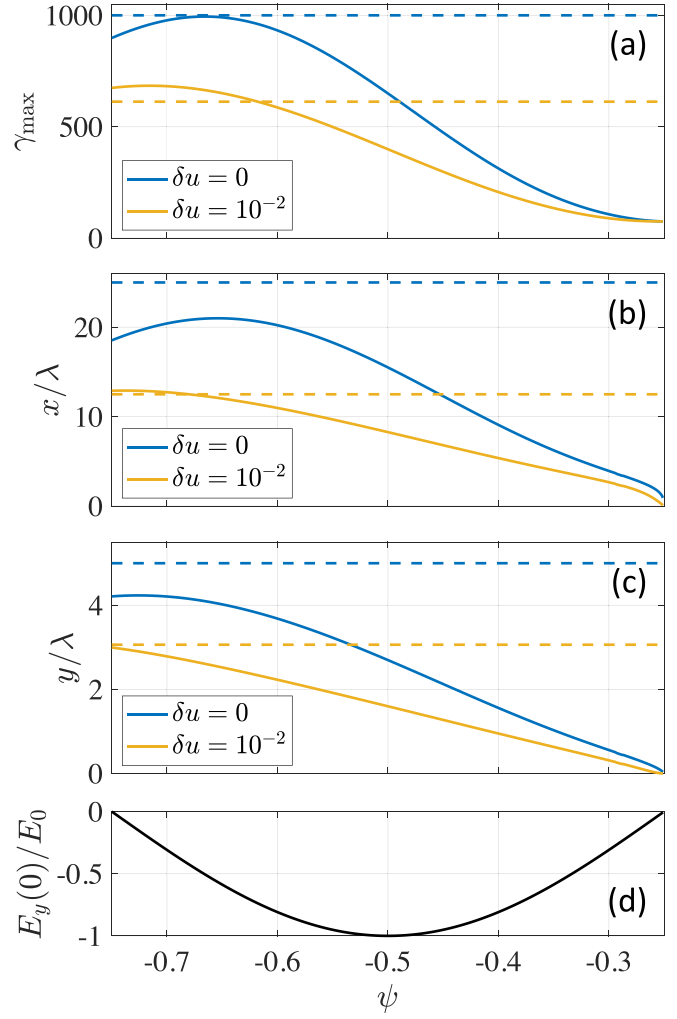 1000
(a)
γmax
500
δu = 0
δu = 10⁻²
0
(b)
20
x/λ
10
δu = 0
δu = 10⁻²
0
(c)
4
y/λ
2
δu = 0
δu = 10⁻²
0
0
E_y(0)/E_0
-0.5
(d)
-1
-0.7 -0.6 -0.5 -0.4 -0.3
ψ